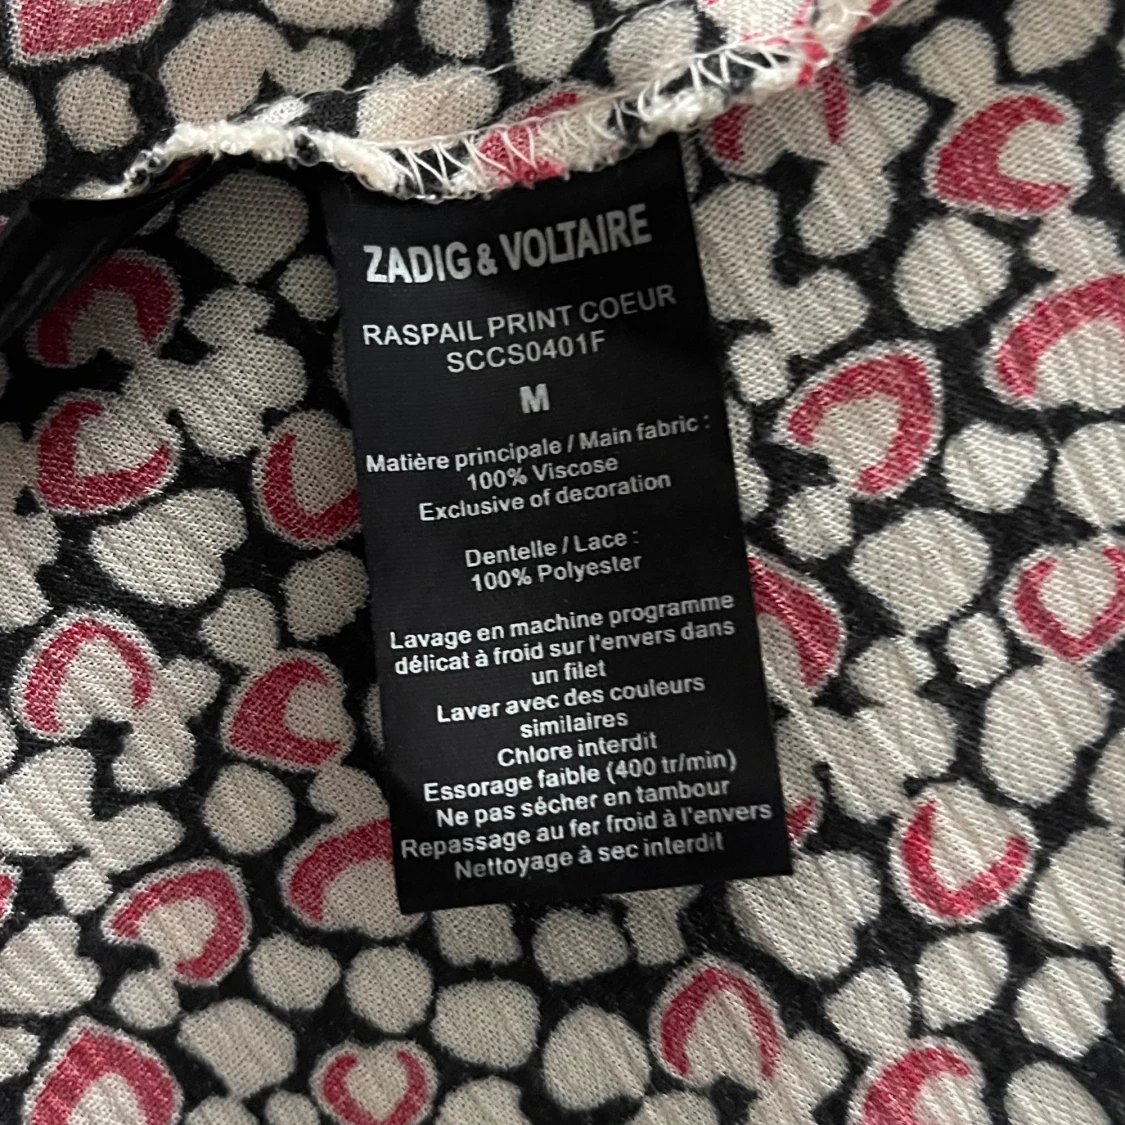 ZADIG & VOLTAIRE
RASPAIL PRINT COEUR
SCCS0401F
M
Matière principale / Main fabric :
100% Viscose
Exclusive of decoration
Dentelle / Lace :
100% Polyester
Lavage en machine programme
délicat à froid sur l'envers dans
un filet
Laver avec des couleurs
similaires
Chlore interdit
Essorage faible (400 tr/min)
Ne pas sécher en tambour
Repassage au fer froid à l'envers
Nettoyage à sec interdit